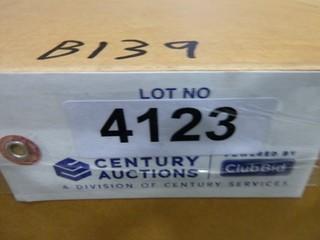 B139
LOT NO
4123
CENTURY
AUCTIONS
A DIVISION OF CENTURY SERVICES
POWERED BY
ClubBid